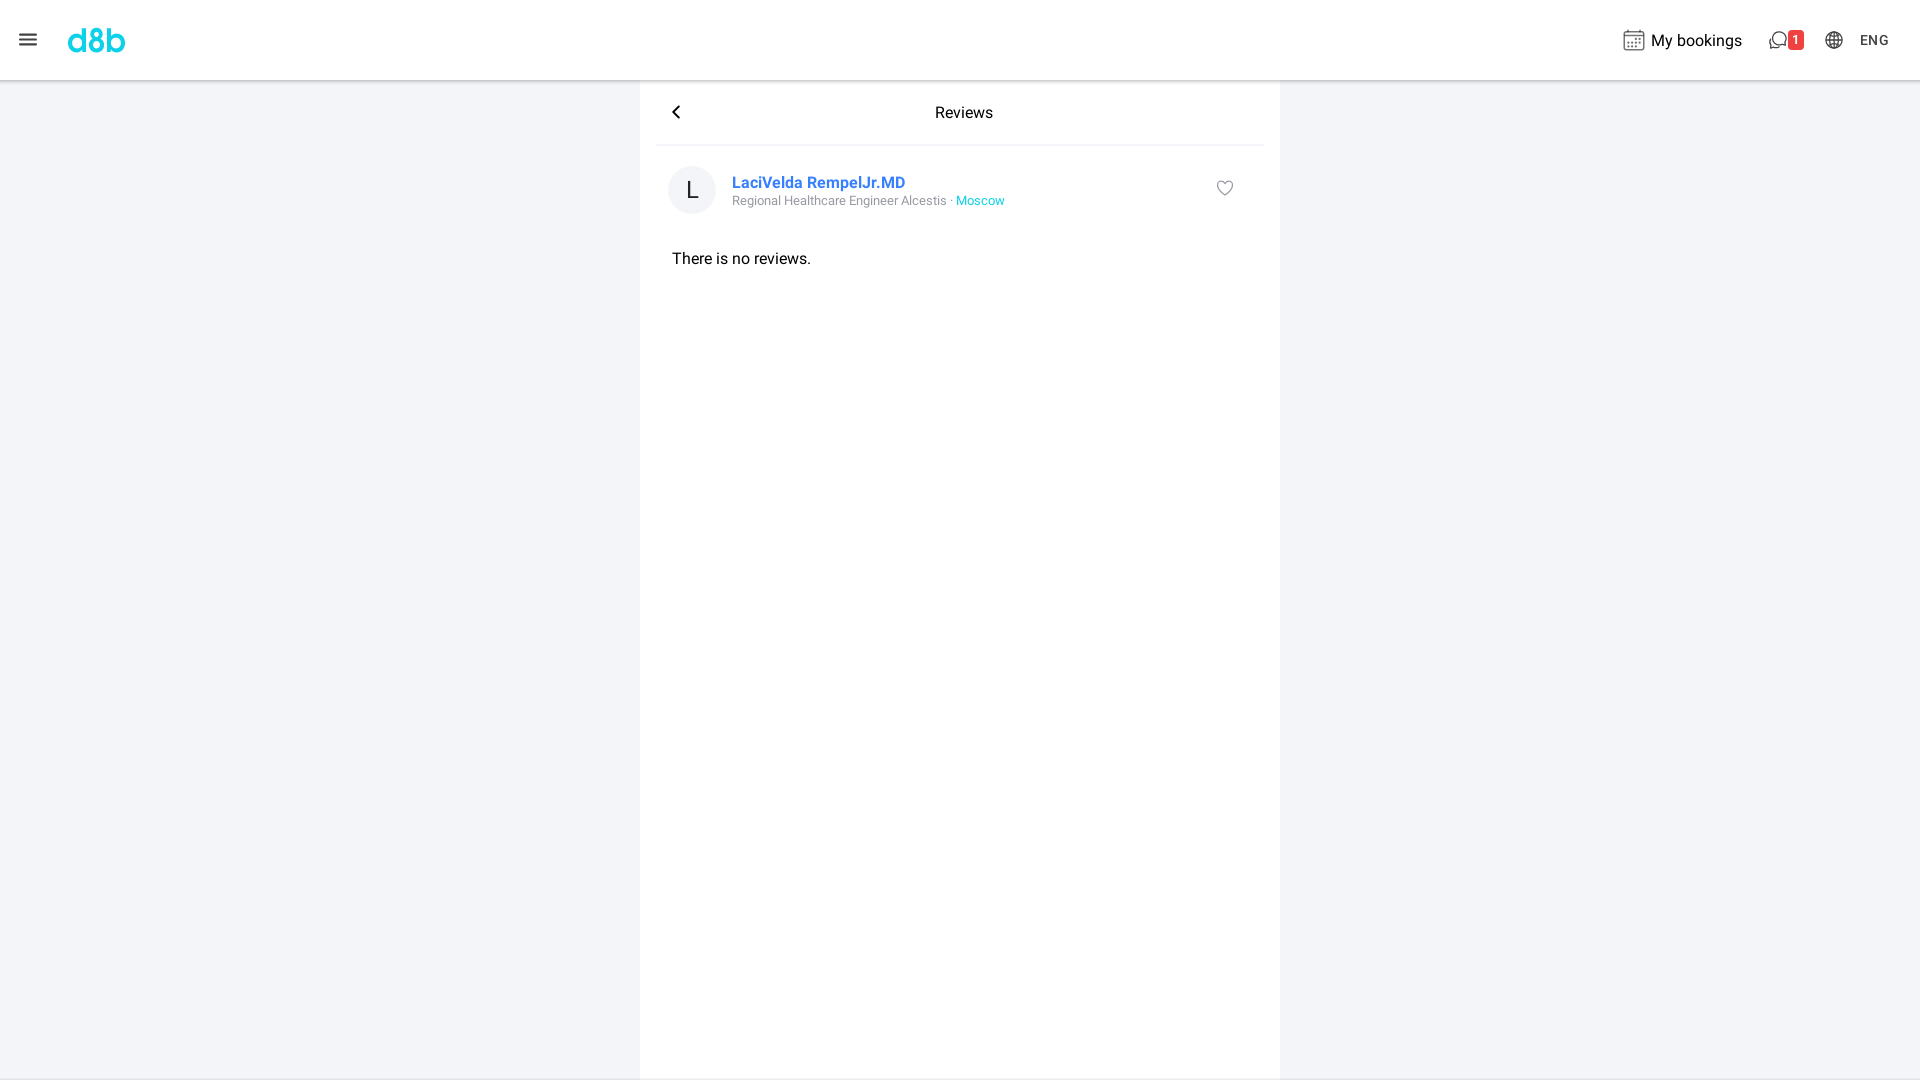 d8b
My bookings
1
ENG
Reviews
L
LaciVelda RempelJr.MD
Regional Healthcare Engineer Alcestis · Moscow
There is no reviews.